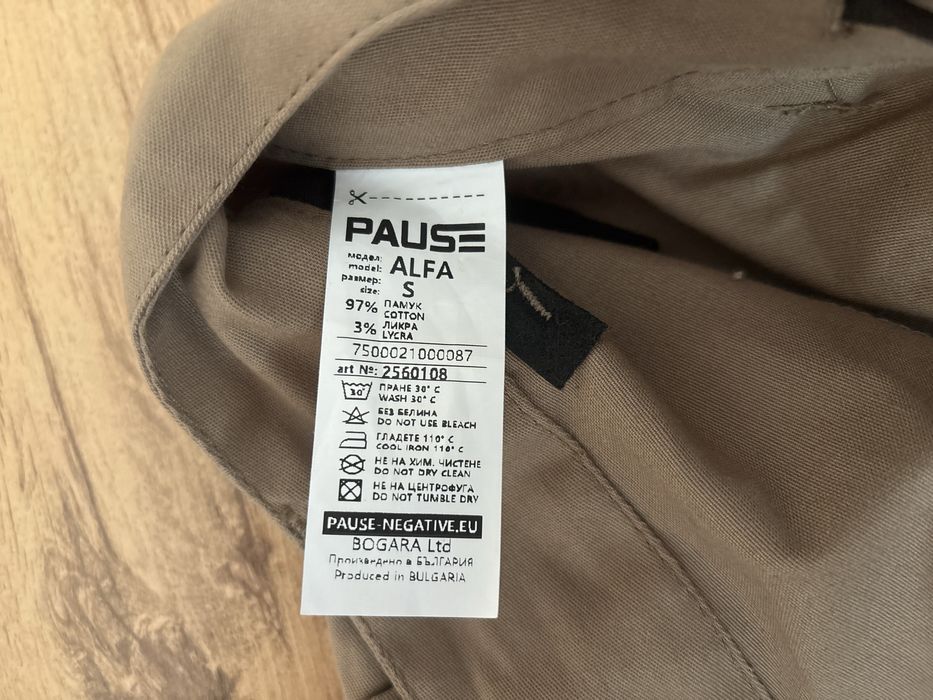 PAUSE
модел:
model: ALFA
размер:
size: S
97% ПАМУК
COTTON
3% ЛИКРА
LYCRA
7500021000087
art №: 2560108
30° ПРАНЕ 30° C
WASH 30° C
БЕЗ БЕЛИНА
DO NOT USE BLEACH
ГЛАДЕТЕ 110° C
COOL IRON 110° C
НЕ НА ХИМ. ЧИСТЕНЕ
DO NOT DRY CLEAN
НЕ НА ЦЕНТРОФУГА
DO NOT TUMBLE DRY
PAUSE-NEGATIVE.EU
BOGARA Ltd
Произведено в БЪЛГАРИЯ
Produced in BULGARIA